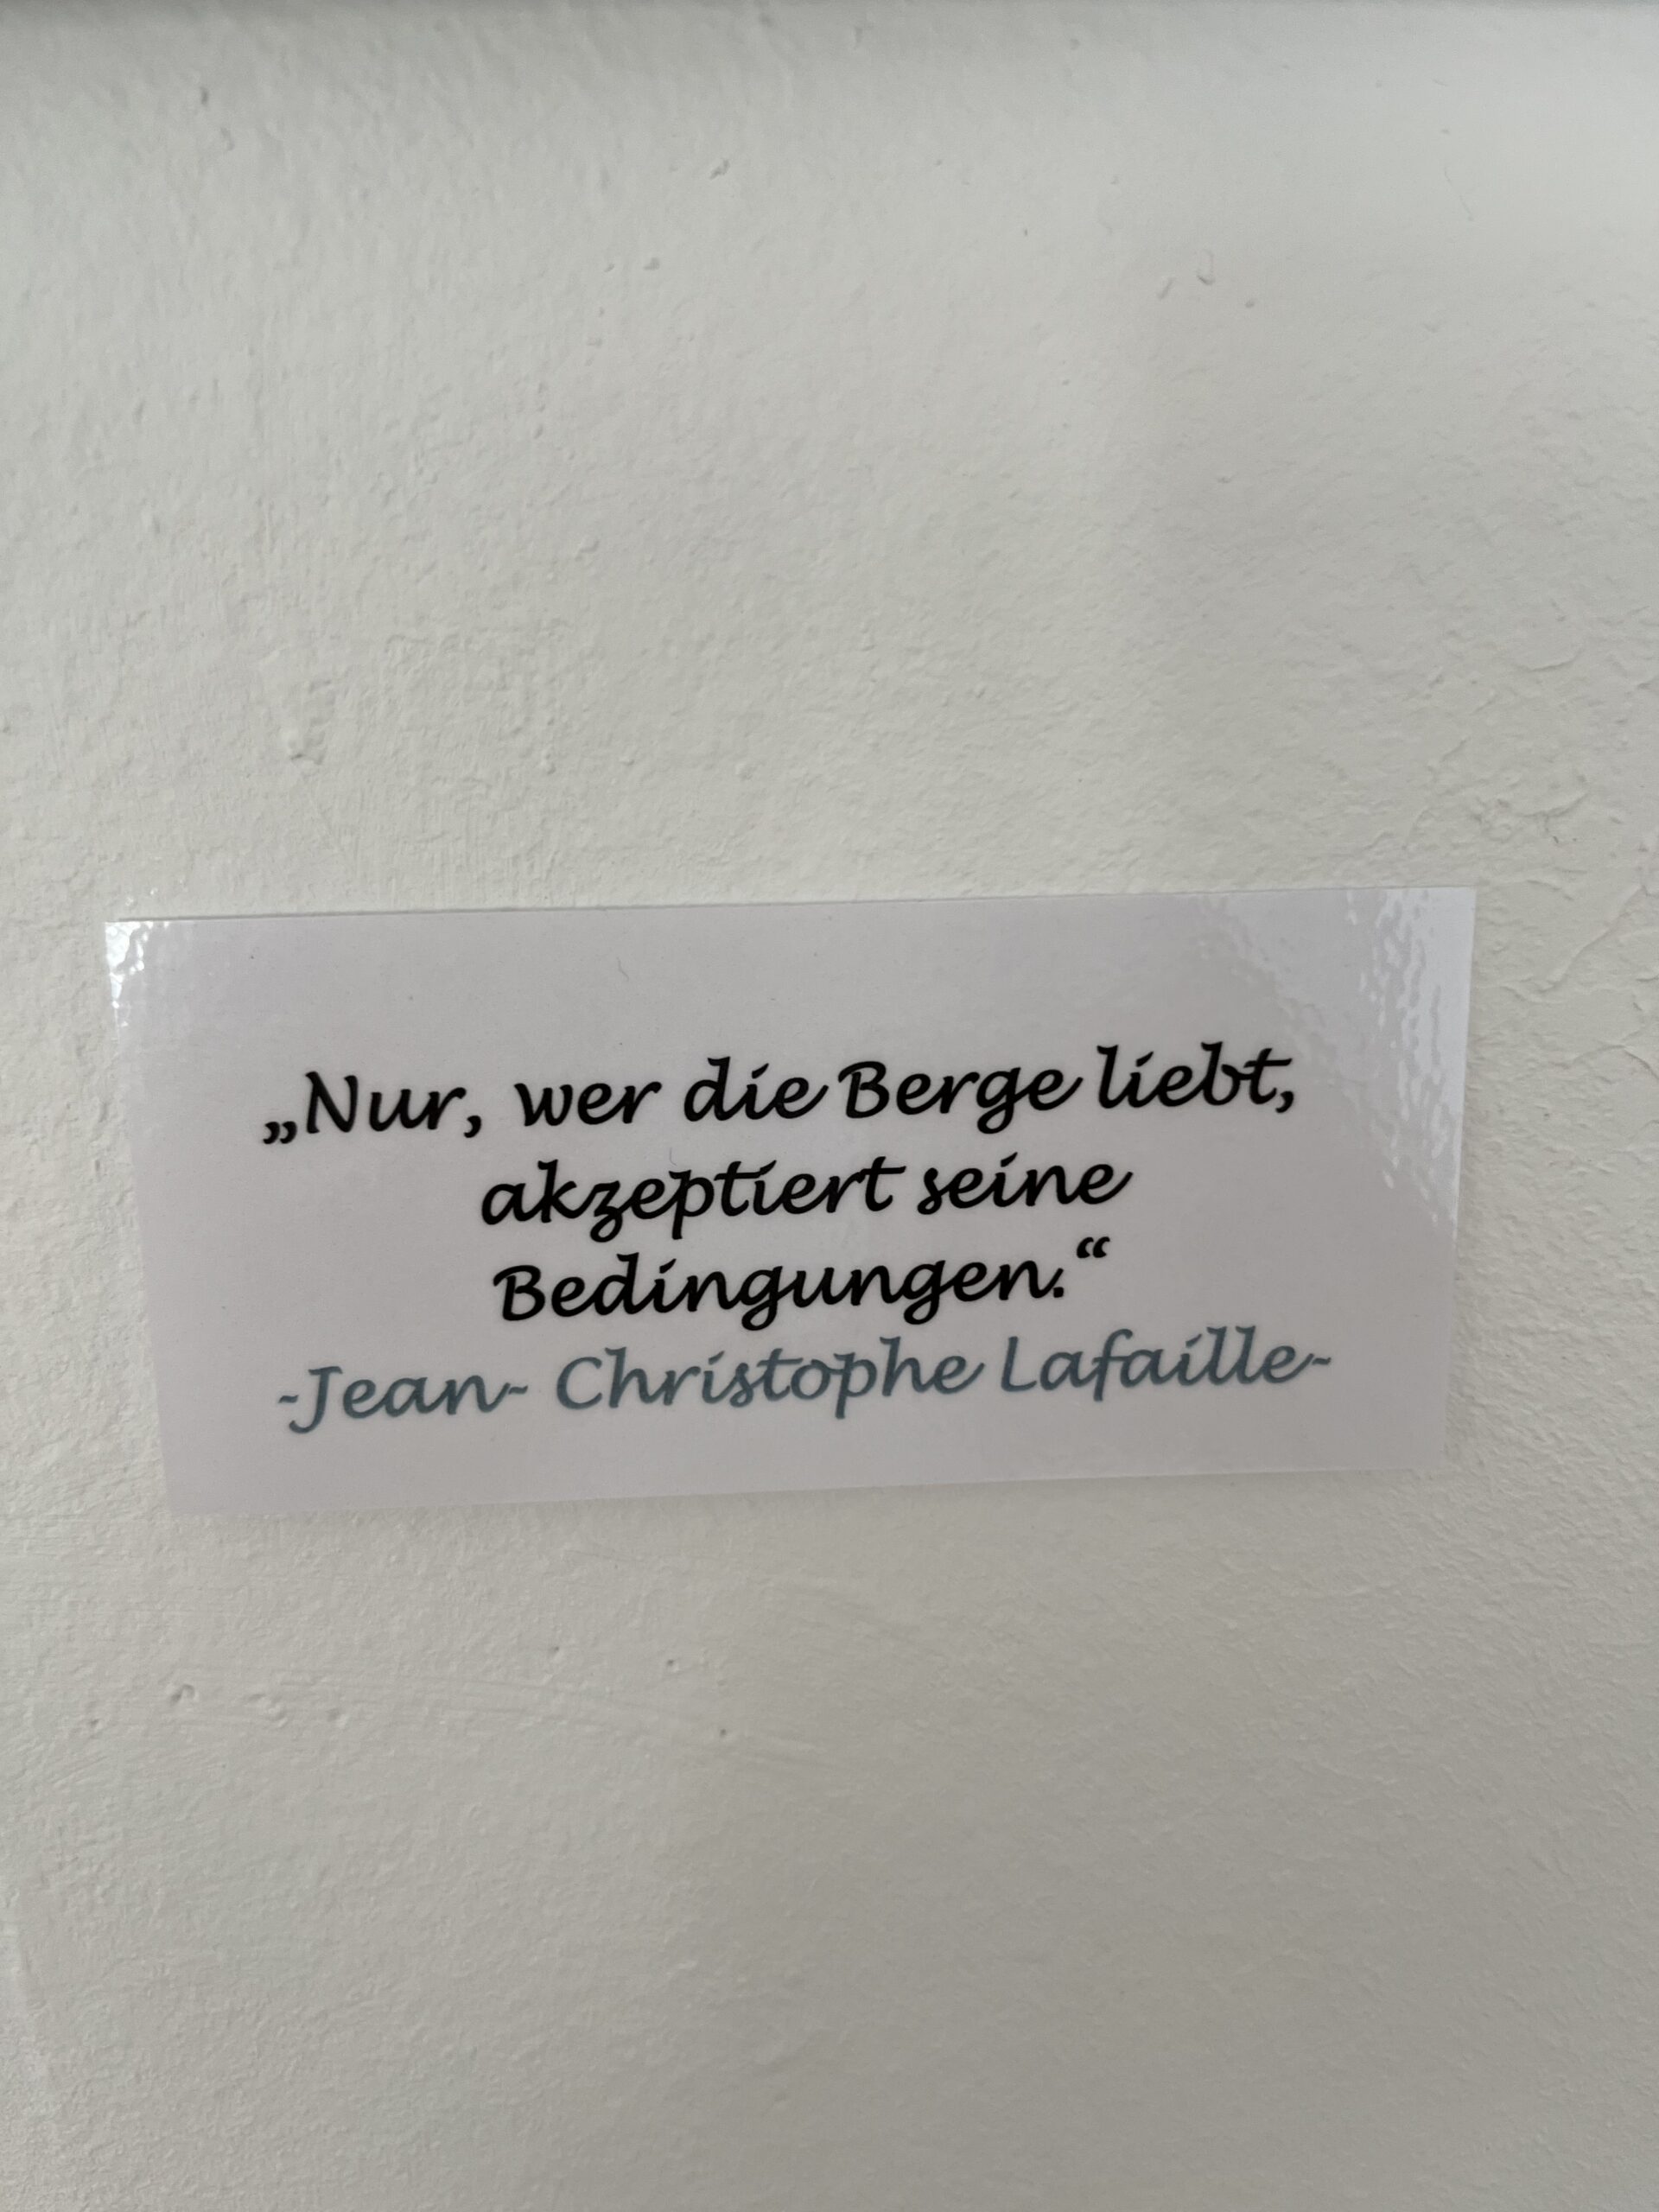 „Nur, wer die Berge liebt,
akzeptiert seine
Bedingungen.“
-Jean- Christophe Lafaille-